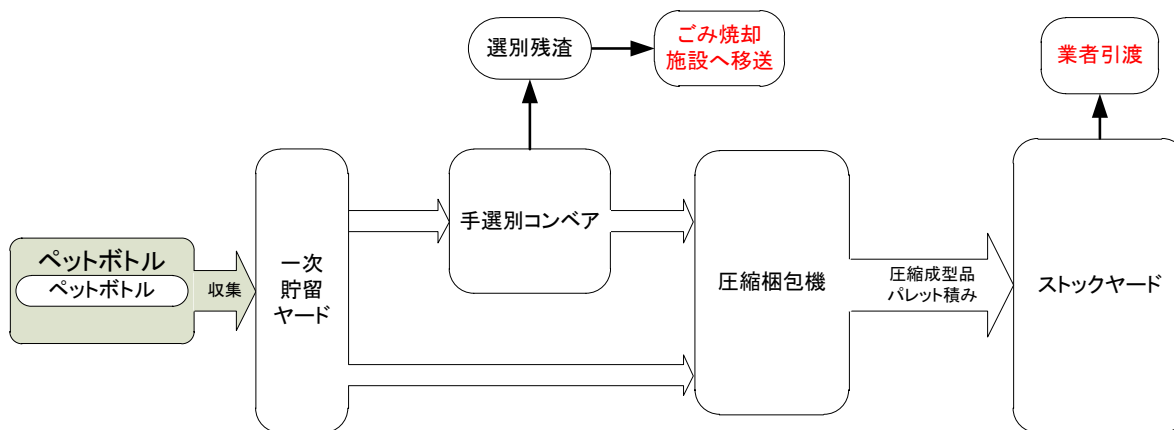 選別残渣
ごみ焼却
施設へ移送
業者引渡
手選別コンベア
ペットボトル
ペットボトル
収集
一次
貯留
ヤード
圧縮梱包機
圧縮成型品
パレット積み
ストックヤード